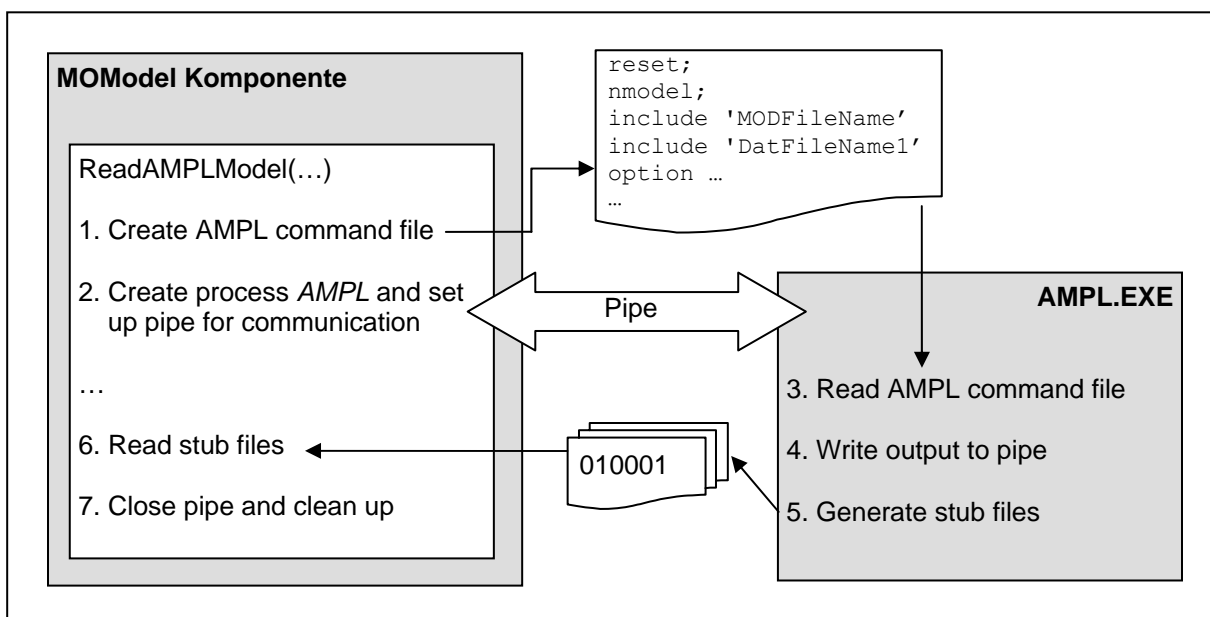 MOModel Komponente
ReadAMPLModel(…)
1. Create AMPL command file
2. Create process AMPL and set
up pipe for communication
…
6. Read stub files
7. Close pipe and clean up
reset;
nmodel;
include 'MODFileName’
include 'DatFileName1’
option …
…
Pipe
010001
AMPL.EXE
3. Read AMPL command file
4. Write output to pipe
5. Generate stub files